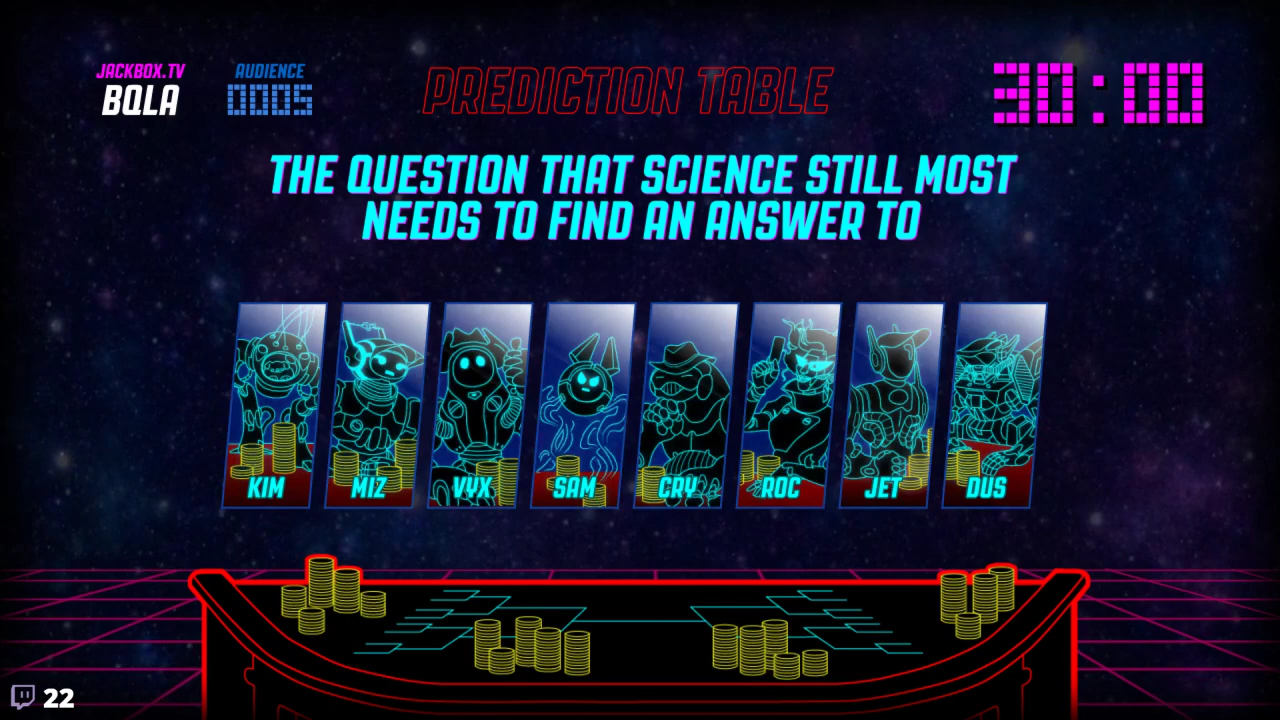 JACKBOX.TV
BQLA
AUDIENCE
0005
PREDICTION TABLE
30:00
THE QUESTION THAT SCIENCE STILL MOST
NEEDS TO FIND AN ANSWER TO
KIM MIZ VYX SAM CRY ROC JET DUS
22